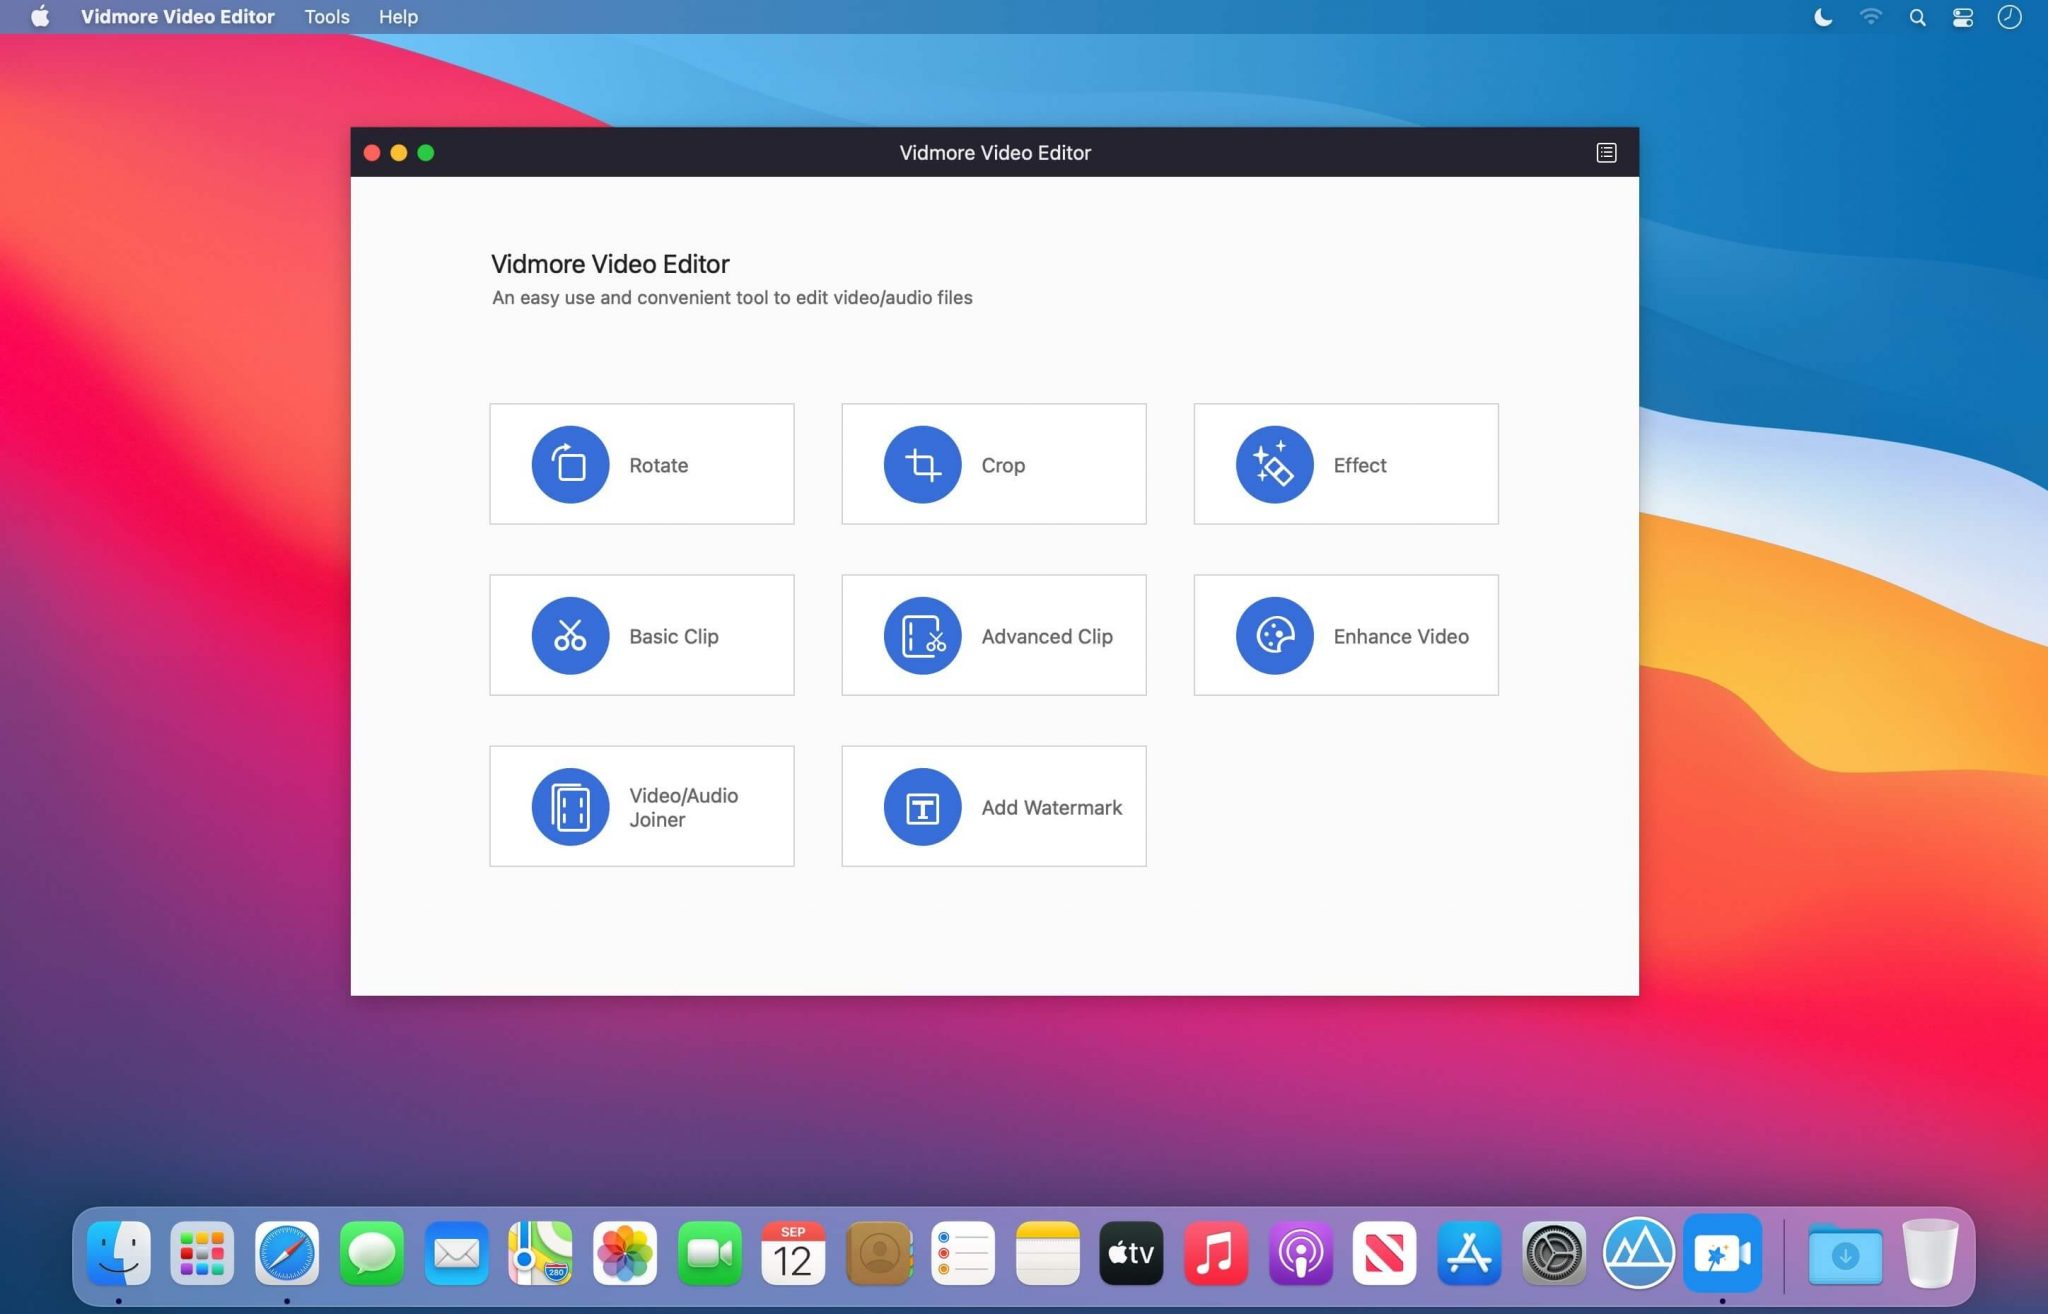 Vidmore Video Editor Tools Help
Vidmore Video Editor
Vidmore Video Editor
An easy use and convenient tool to edit video/audio files
Rotate
Crop
Effect
Basic Clip
Advanced Clip
Enhance Video
Video/Audio
Joiner
Add Watermark
280
SEP
12
tv